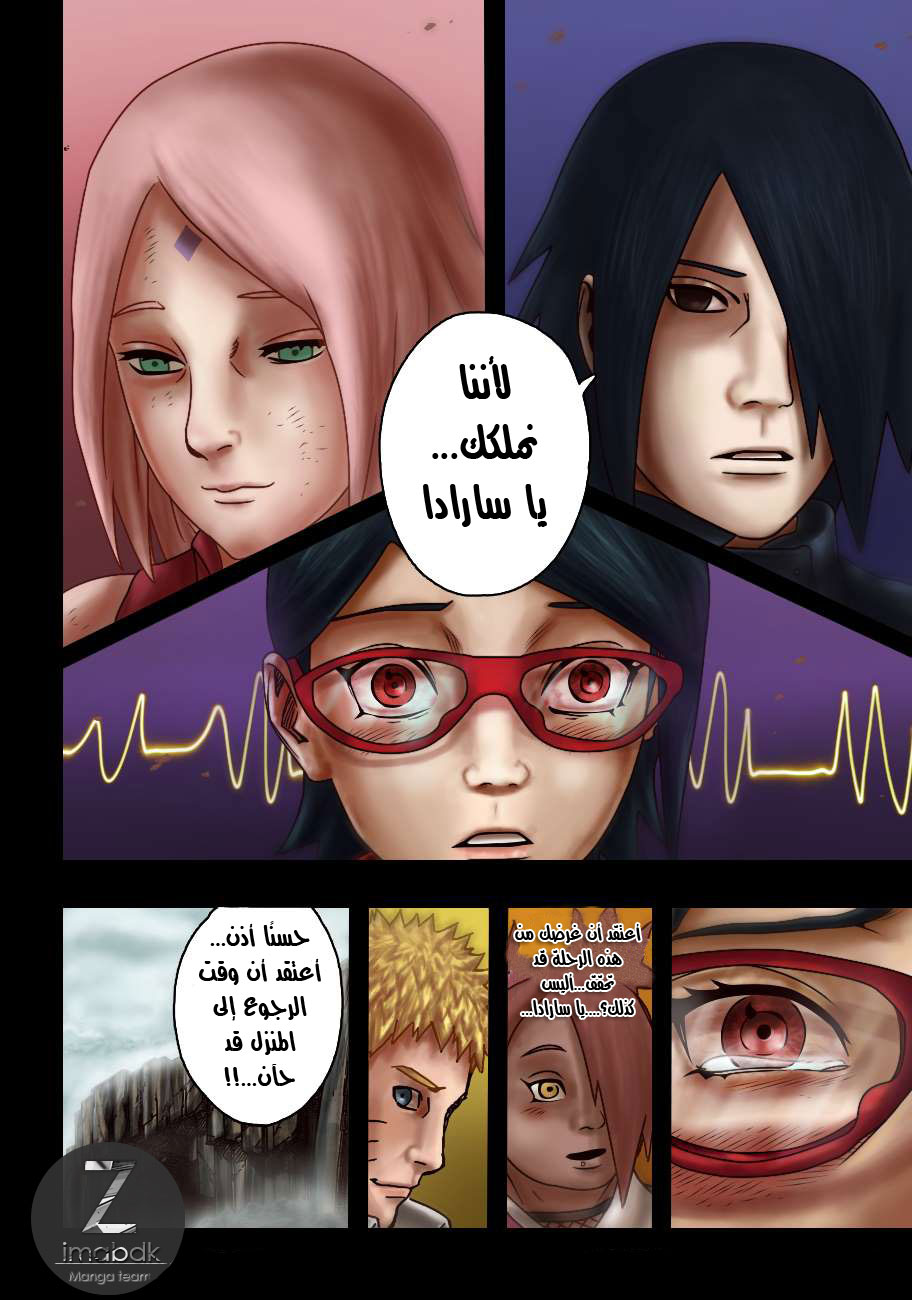 لأننا
نملكك...
يا سارادا
أعتقد أن غرضك من
هذه الرحلة قد
تحقق...أليس
كذلك؟....يا سارادا...
حسنًا أذن...
أعتقد أن وقت
الرجوع إلى
المنزل قد
حأن...!!
Z
imabdk
Manga team